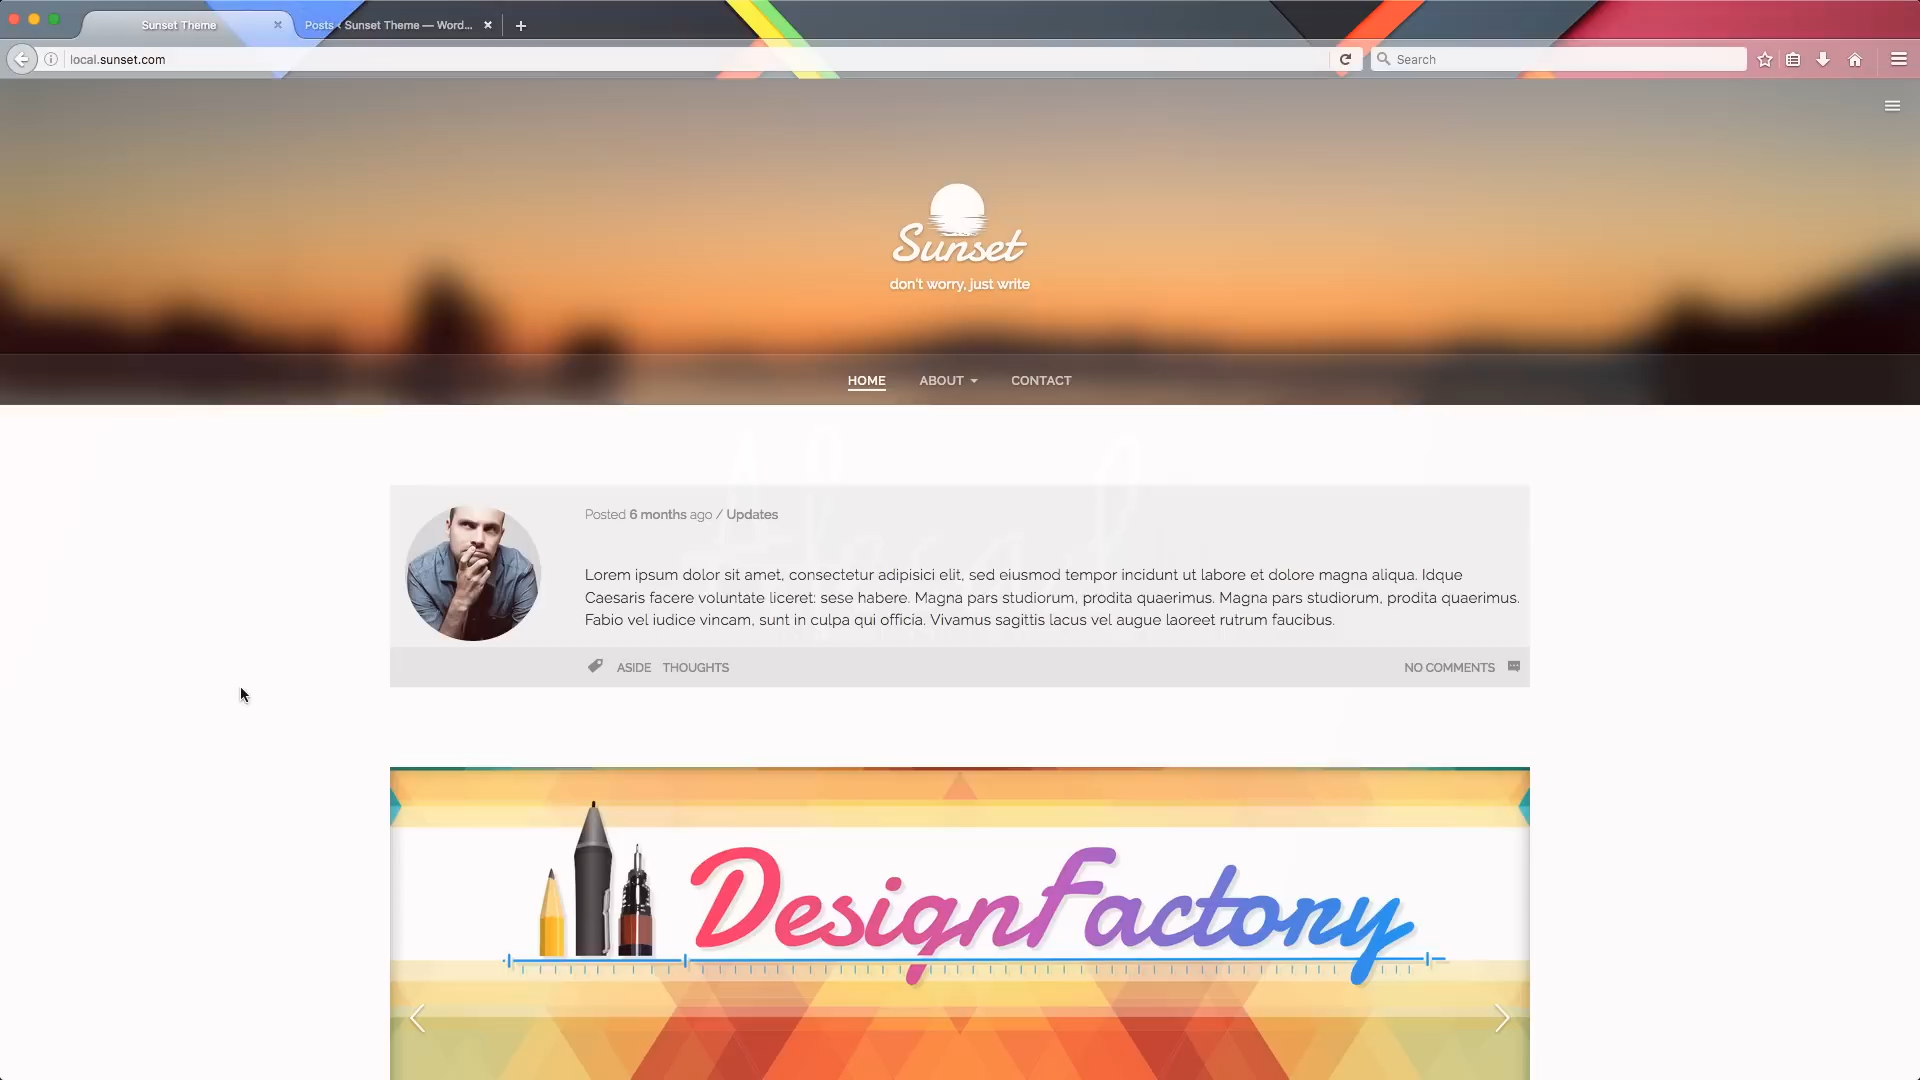 Sunset Theme
Posts ‹ Sunset Theme — Word...
local.sunset.com
Search
Sunset
don't worry, just write
HOME ABOUT CONTACT
Posted 6 months ago / Updates
Lorem ipsum dolor sit amet, consectetur adipisici elit, sed eiusmod tempor incidunt ut labore et dolore magna aliqua. Idque
Caesaris facere voluntate liceret: sese habere. Magna pars studiorum, prodita quaerimus. Magna pars studiorum, prodita quaerimus.
Fabio vel iudice vincam, sunt in culpa qui officia. Vivamus sagittis lacus vel augue laoreet rutrum faucibus.
ASIDE THOUGHTS
NO COMMENTS
DesignFactory